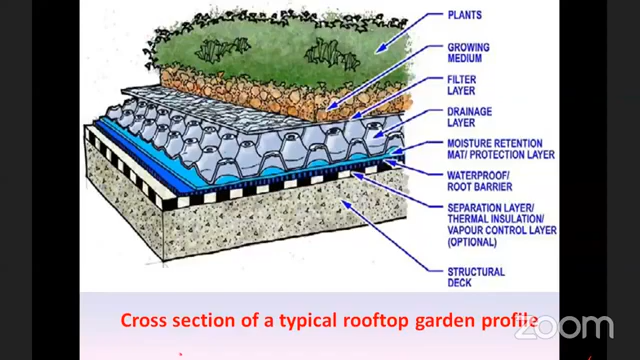 PLANTS
GROWING
MEDIUM
FILTER
LAYER
DRAINAGE
LAYER
MOISTURE RETENTION
MAT/ PROTECTION LAYER
WATERPROOF/
ROOT BARRIER
SEPARATION LAYER/
THERMAL INSULATION/
VAPOUR CONTROL LAYER
(OPTIONAL)
STRUCTURAL
DECK
Cross section of a typical rooftop garden profile
zoom